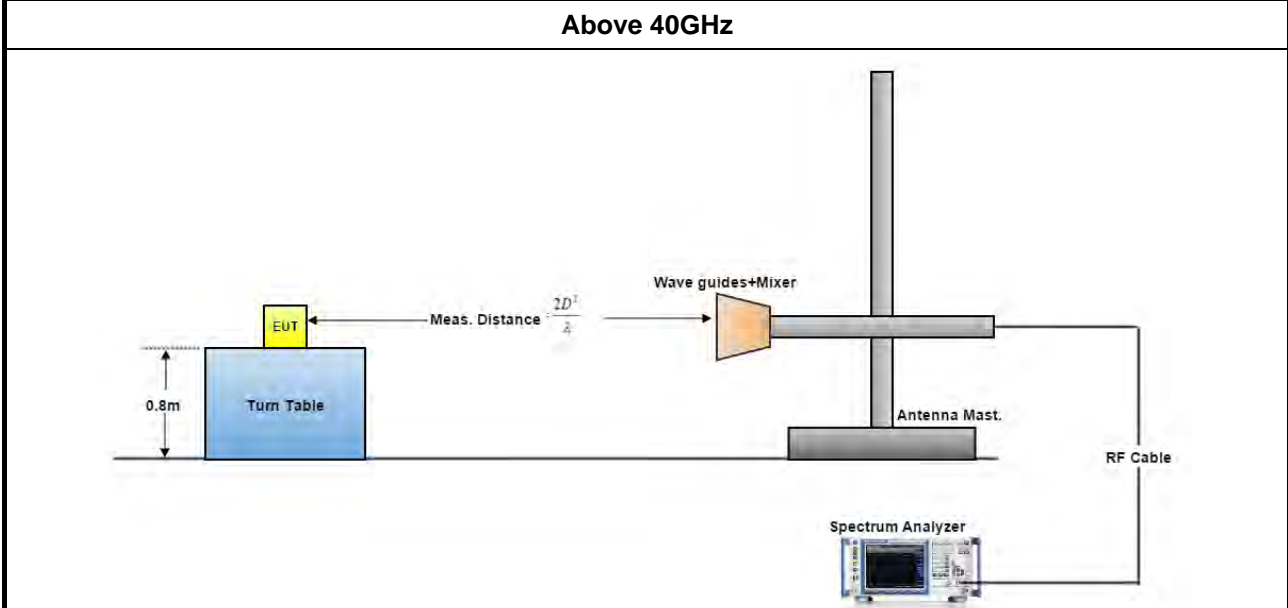 Above 40GHz
Wave guides+Mixer
EUT
Meas. Distance : 2D²/λ
0.8m
Turn Table
Antenna Mast.
RF Cable
Spectrum Analyzer